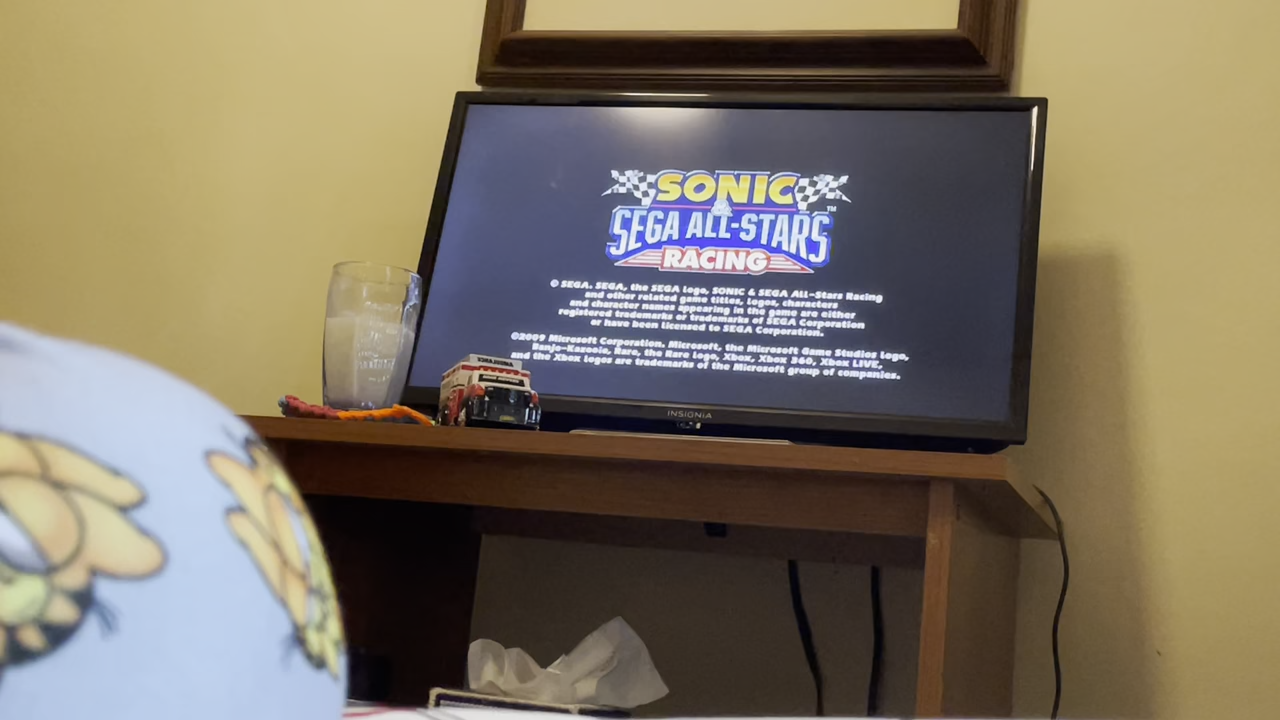 SONIC
&
SEGA ALL-STARS
™
RACING
© SEGA. SEGA, the SEGA logo, SONIC & SEGA All-Stars Racing
and other related game titles, logos, characters
and character names appearing in the game are either
registered trademarks or trademarks of SEGA Corporation
or have been licensed to SEGA Corporation.
©2009 Microsoft Corporation. Microsoft, the Microsoft Game Studios logo,
Banjo-Kazooie, Rare, the Rare logo, Xbox, Xbox 360, Xbox LIVE,
and the Xbox logos are trademarks of the Microsoft group of companies.
INSIGNIA